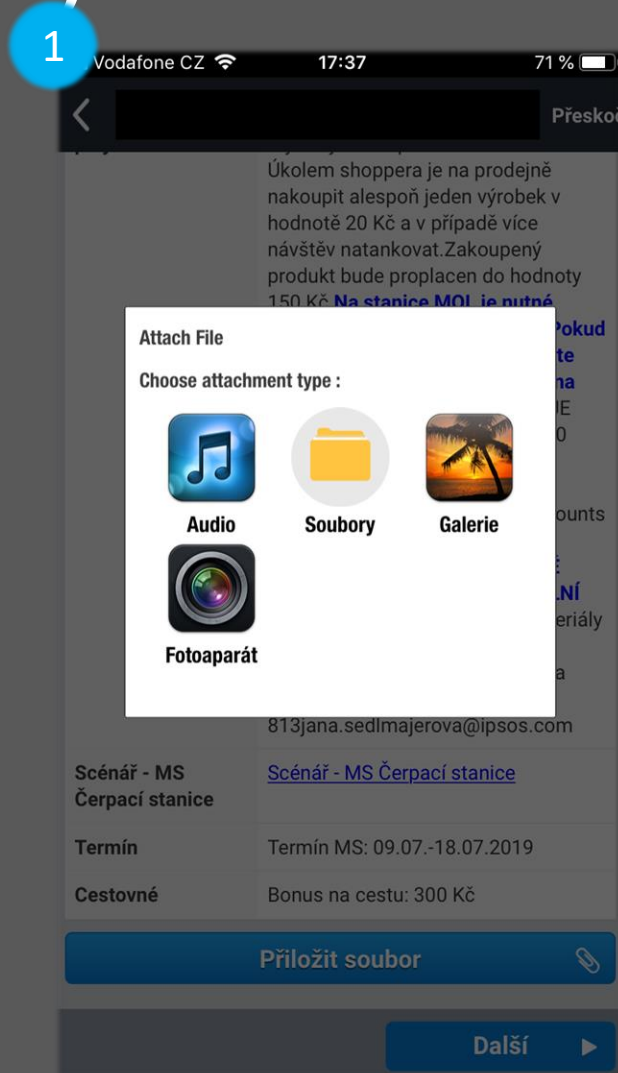 1
Vodafone CZ
17:37
71 %
Přeskoč
Úkolem shoppera je na prodejně
nakoupit alespoň jeden výrobek v
hodnotě 20 Kč a v případě více
návštěv natankovat.Zakoupený
produkt bude proplacen do hodnoty
150 Kč Na stanice MOL je nutné
Pokud
Attach File
te
Choose attachment type :
na
Audio
Soubory
Galerie
ounts
LNÍ
eriály
Fotoaparát
a
813jana.sedlmajerova@ipsos.com
Scénář - MS
Čerpací stanice
Scénář - MS Čerpací stanice
Termín
Termín MS: 09.07.-18.07.2019
Cestovné
Bonus na cestu: 300 Kč
Přiložit soubor
Další